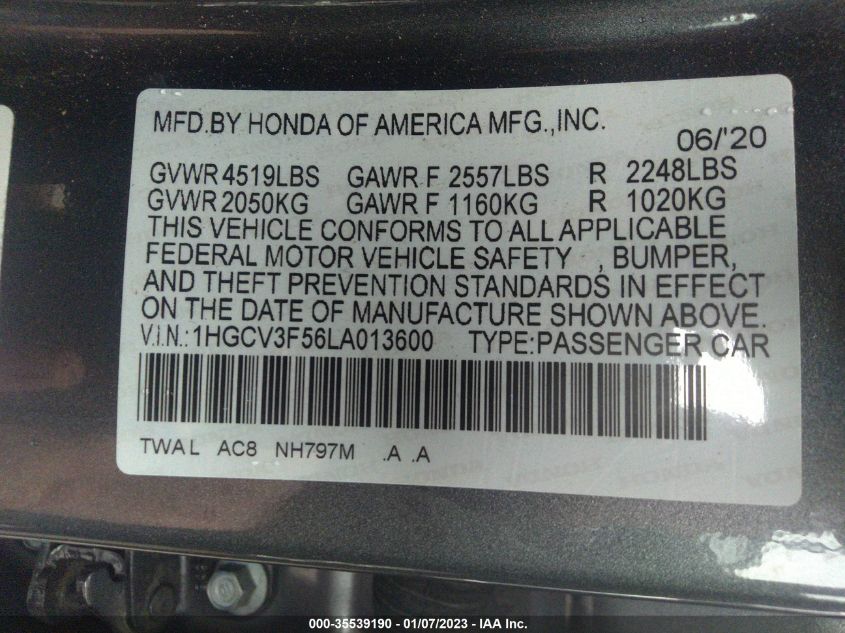 MFD.BY HONDA OF AMERICA MFG.,INC.
06/'20
GVWR 4519LBS GAWR F 2557LBS R 2248LBS
GVWR 2050KG GAWR F 1160KG R 1020KG
THIS VEHICLE CONFORMS TO ALL APPLICABLE
FEDERAL MOTOR VEHICLE SAFETY , BUMPER,
AND THEFT PREVENTION STANDARDS IN EFFECT
ON THE DATE OF MANUFACTURE SHOWN ABOVE.
V.I.N.:1HGCV3F56LA013600 TYPE:PASSENGER CAR
TWAL AC8 NH797M .A .A
000-35539190 — 01/07/2023 — IAA Inc.